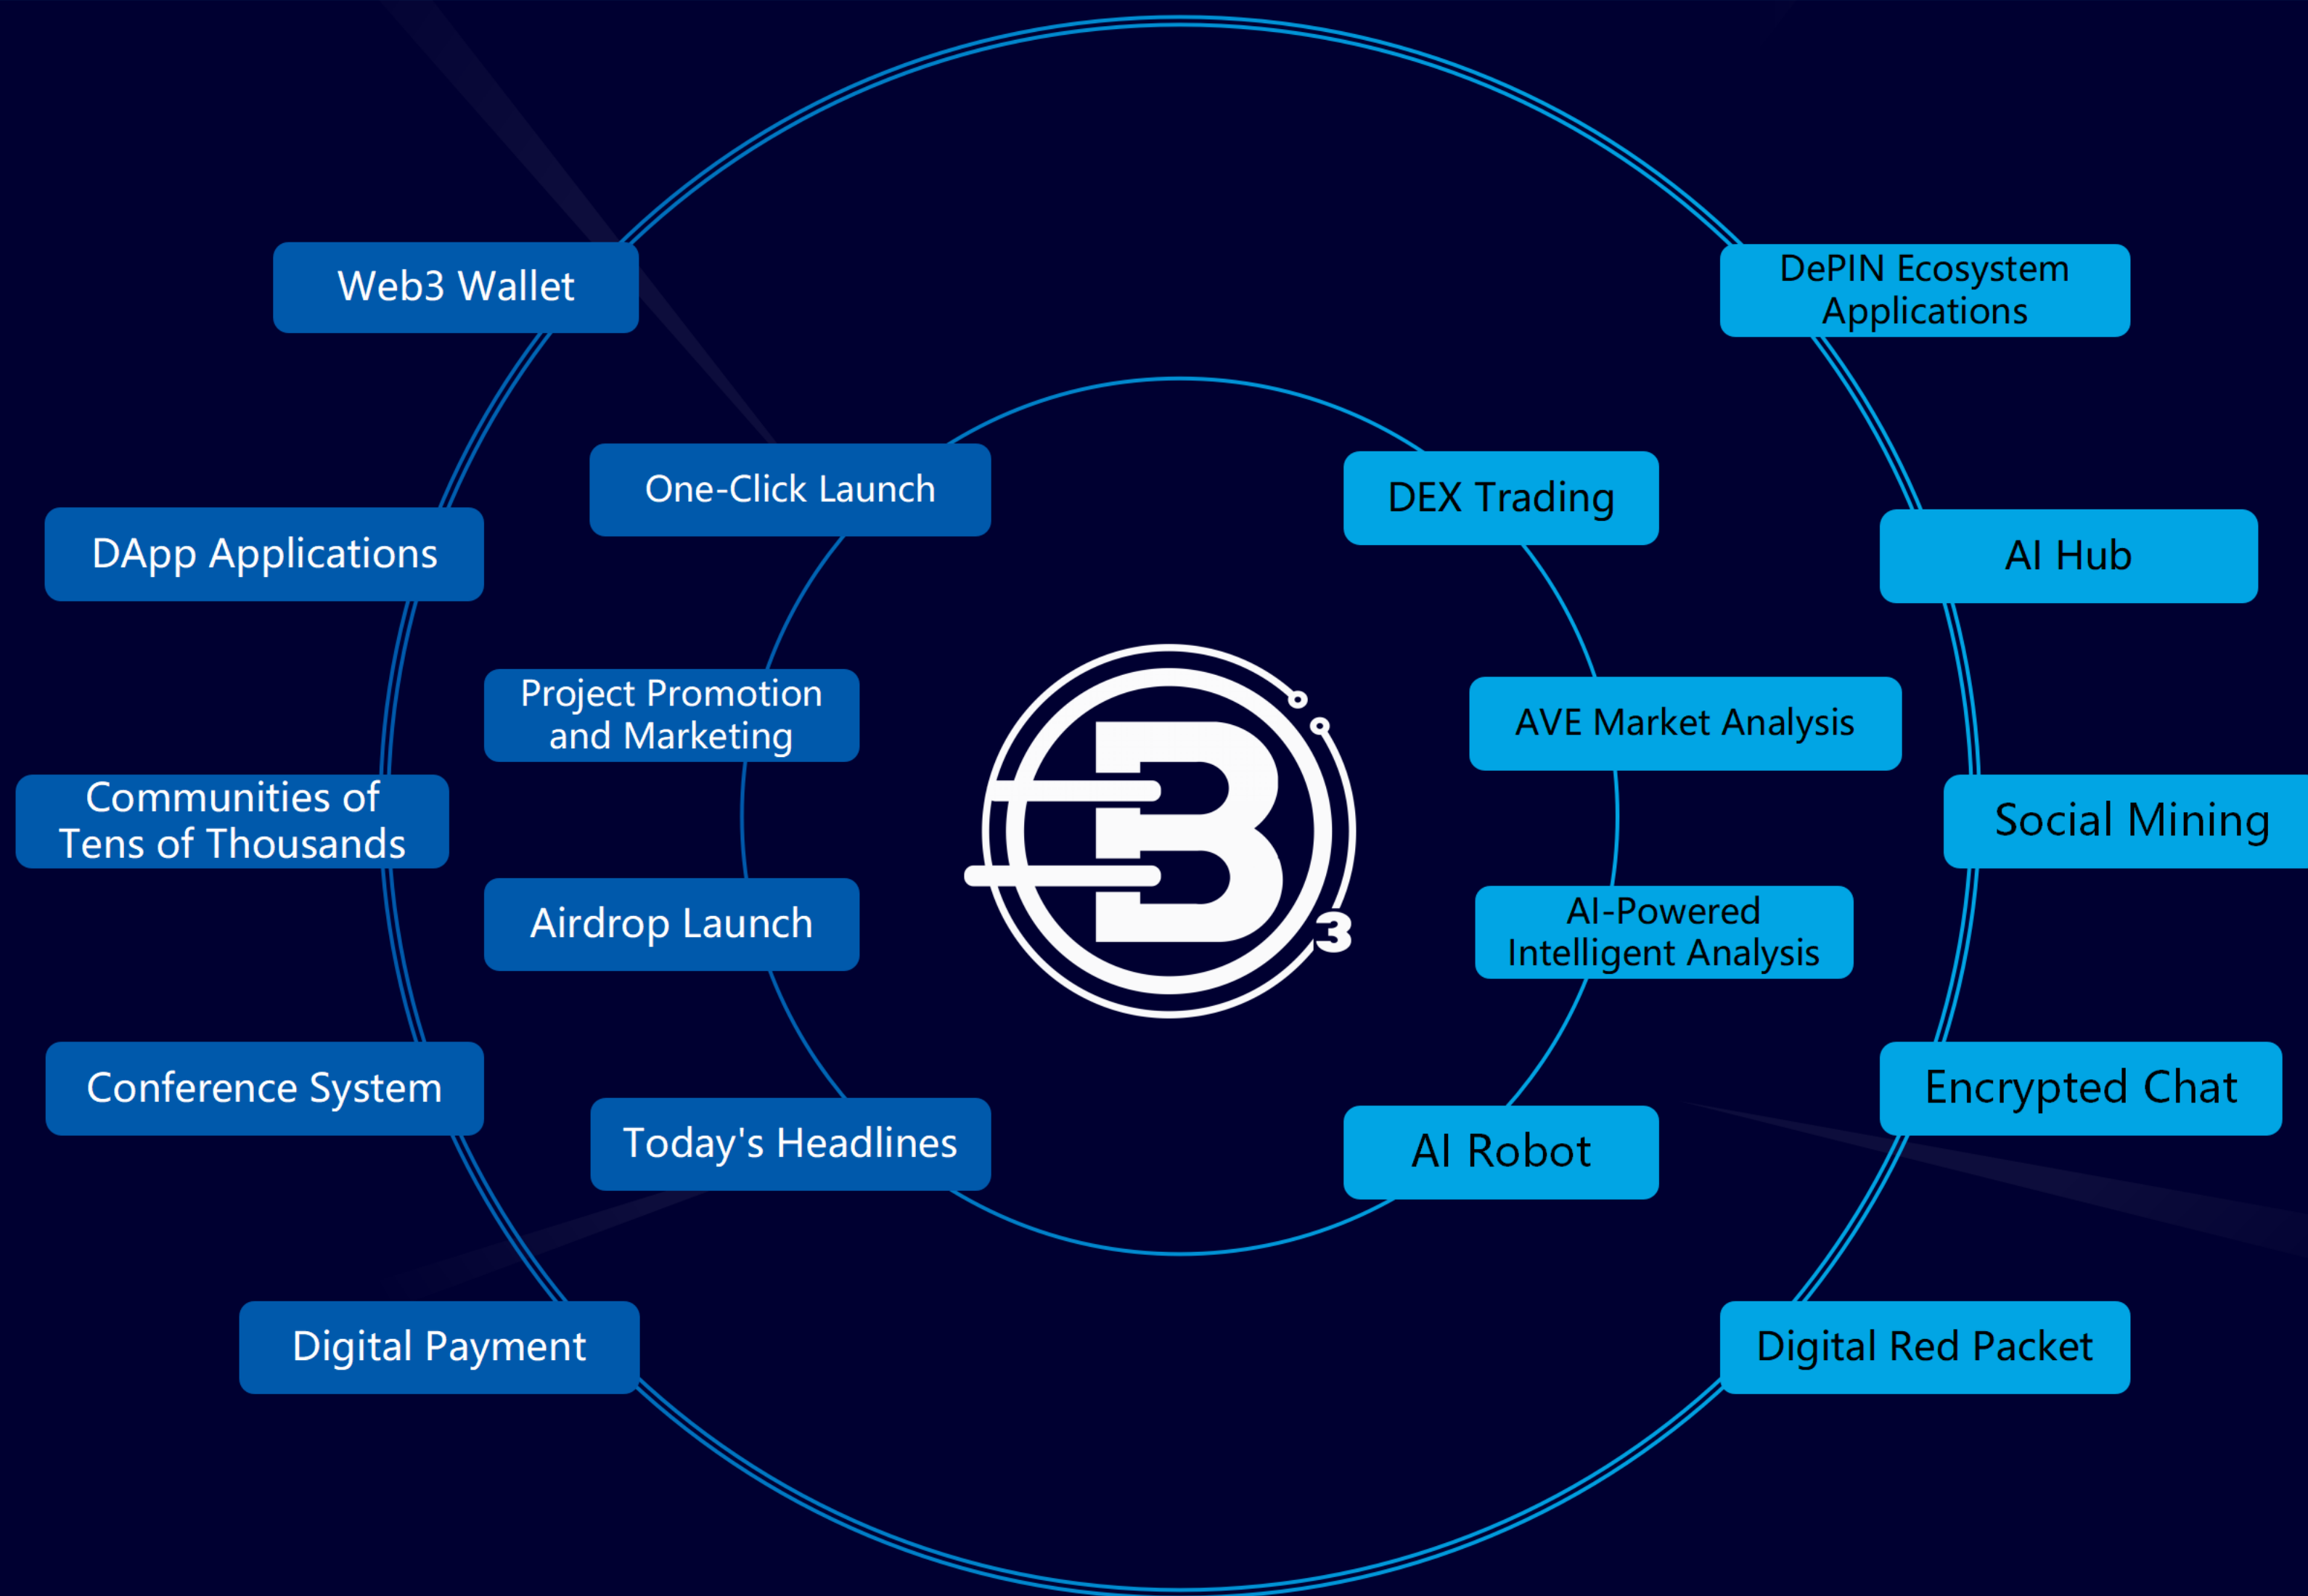 Web3 Wallet
DePIN Ecosystem
Applications
One-Click Launch
DEX Trading
DApp Applications
AI Hub
Project Promotion
and Marketing
AVE Market Analysis
Communities of
Tens of Thousands
B
3
Social Mining
Airdrop Launch
AI-Powered
Intelligent Analysis
Conference System
Encrypted Chat
Today's Headlines
AI Robot
Digital Payment
Digital Red Packet